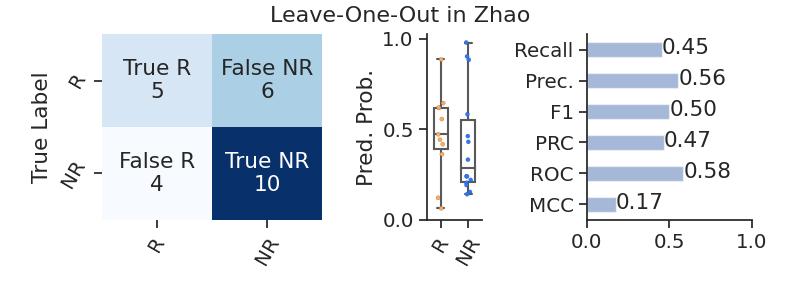 Leave-One-Out in Zhao
True Label
R
NR
True R
5
False NR
6
False R
4
True NR
10
R
NR
Pred. Prob.
1.0
0.5
0.0
R
NR
Recall
0.45
Prec.
0.56
F1
0.50
PRC
0.47
ROC
0.58
MCC
0.17
0.0
0.5
1.0